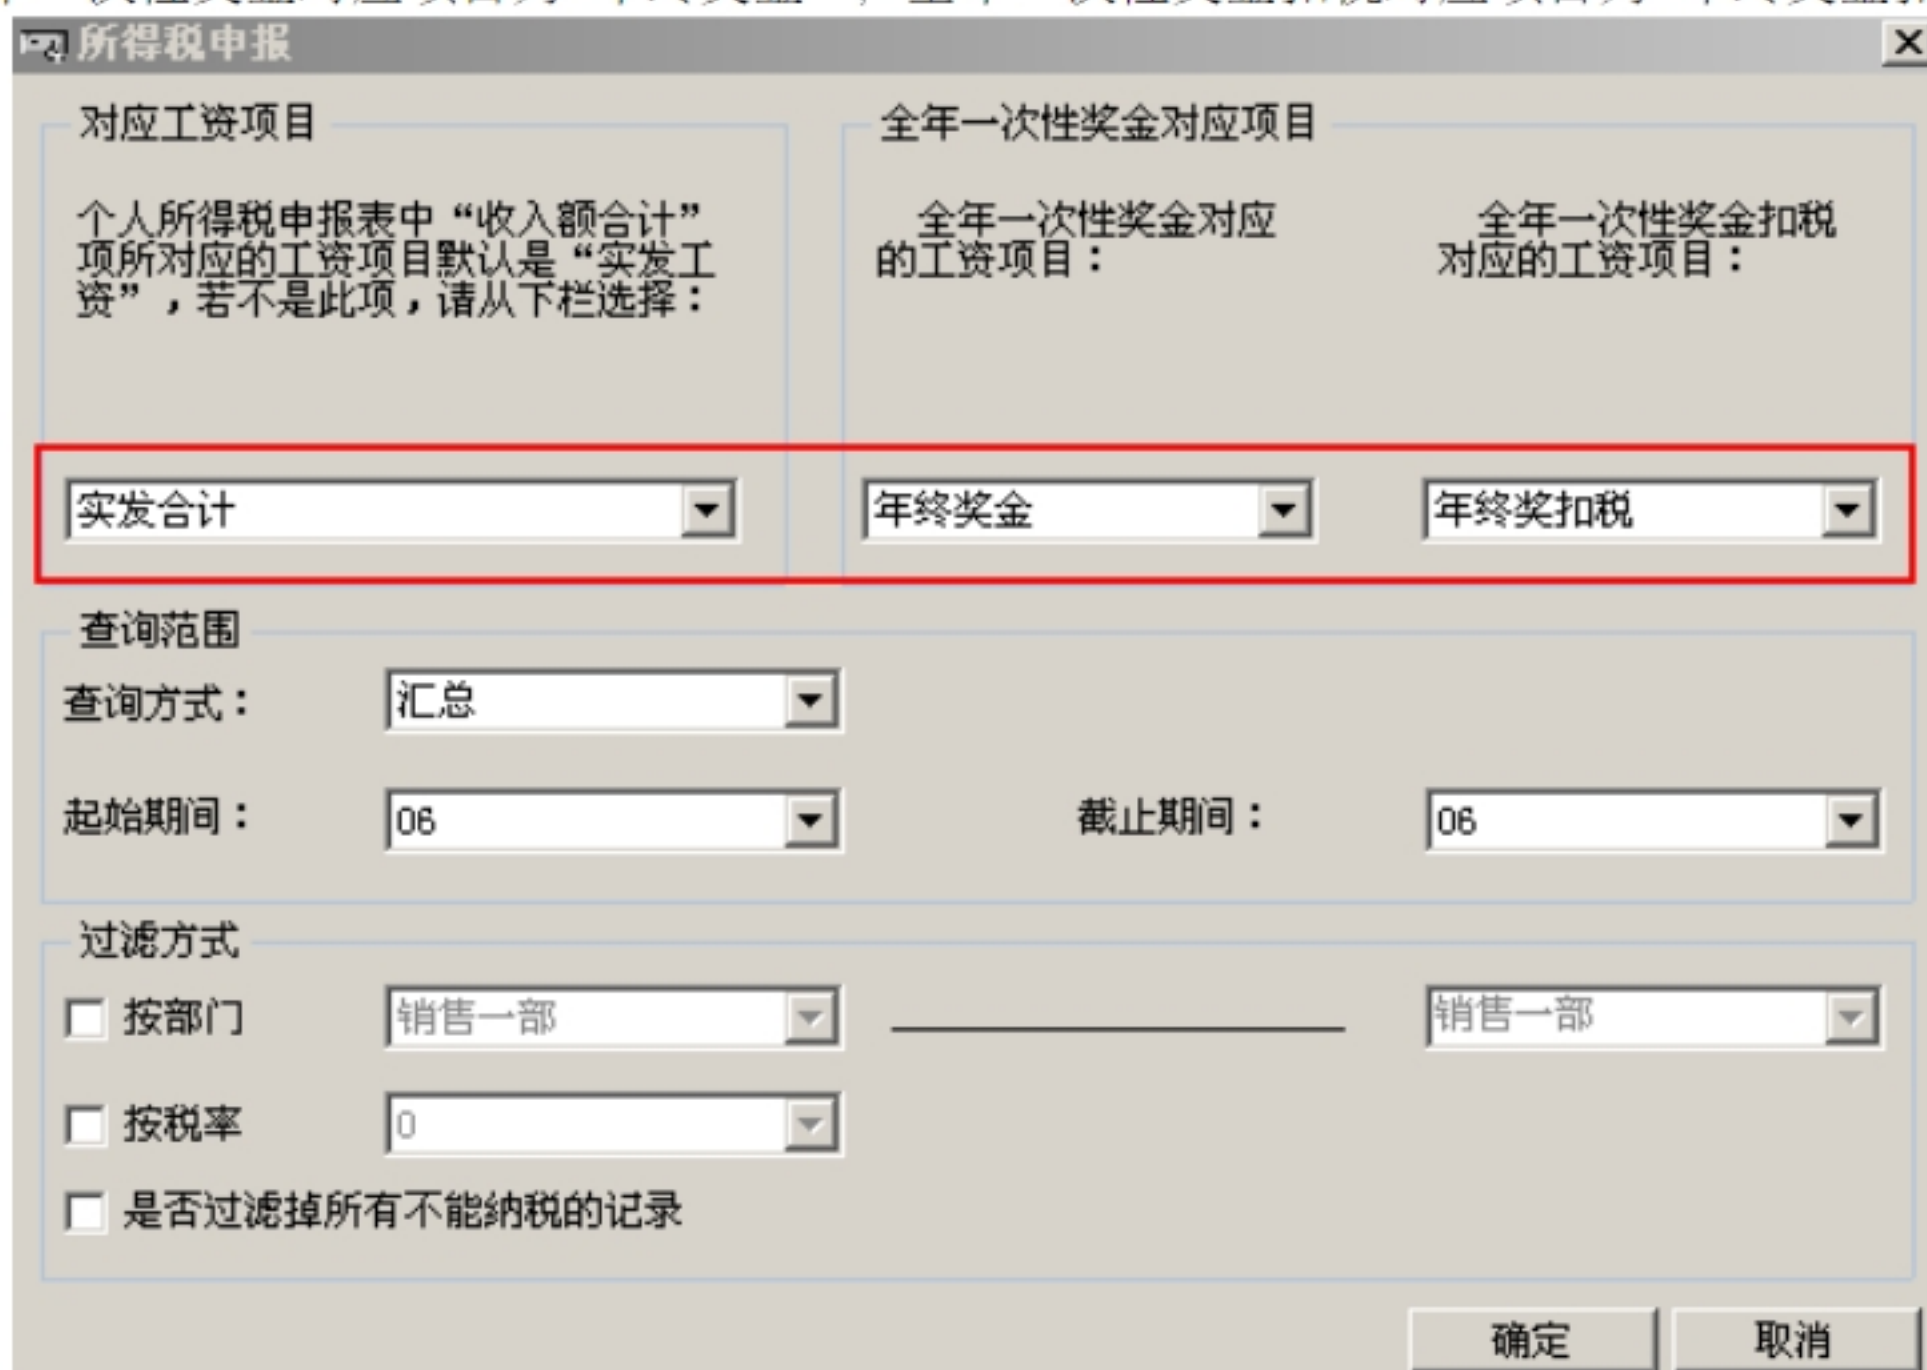 所得税申报
对应工资项目
个人所得税申报表中“收入额合计”
项所对应的工资项目默认是“实发工
资”，若不是此项，请从下栏选择：
实发合计
全年一次性奖金对应项目
全年一次性奖金对应
的工资项目：
年终奖金
全年一次性奖金扣税
对应的工资项目：
年终奖扣税
查询范围
查询方式： 汇总
起始期间： 06 截止期间： 06
过滤方式
按部门 销售一部 销售一部
按税率 0
是否过滤掉所有不能纳税的记录
确定 取消